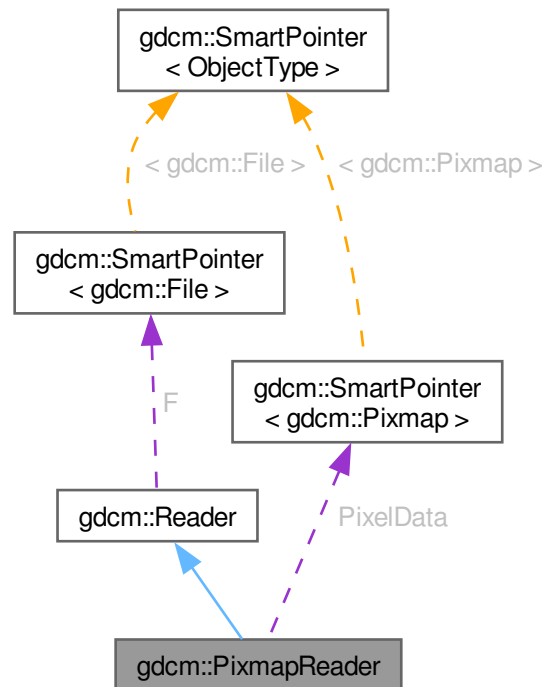 gdcm::SmartPointer
< ObjectType >
< gdcm::File >
< gdcm::Pixmap >
gdcm::SmartPointer
< gdcm::File >
gdcm::SmartPointer
< gdcm::Pixmap >
F
gdcm::Reader
PixelData
gdcm::PixmapReader